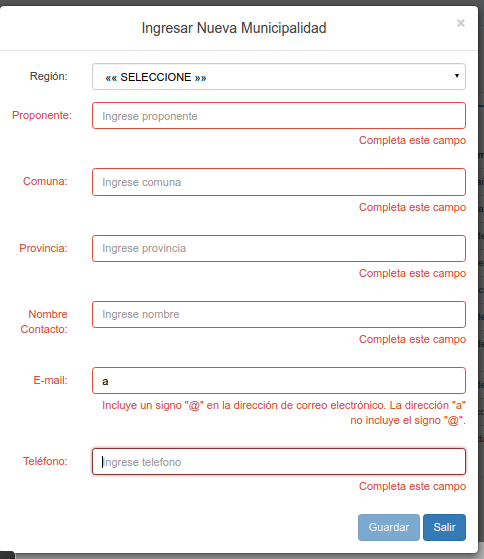 Ingresar Nueva Municipalidad
×
Región:
«« SELECCIONE »»
Proponente:
Ingrese proponente
Completa este campo
Comuna:
Ingrese comuna
Completa este campo
Provincia:
Ingrese provincia
Completa este campo
Nombre
Contacto:
Ingrese nombre
Completa este campo
E-mail:
a
Incluye un signo "@" en la dirección de correo electrónico. La dirección "a"
no incluye el signo "@".
Teléfono:
Ingrese telefono
Completa este campo
Guardar
Salir